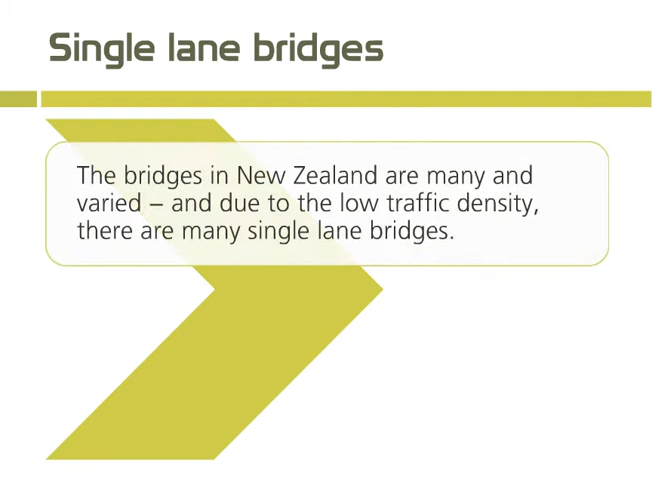 Single lane bridges
The bridges in New Zealand are many and
varied – and due to the low traffic density,
there are many single lane bridges.